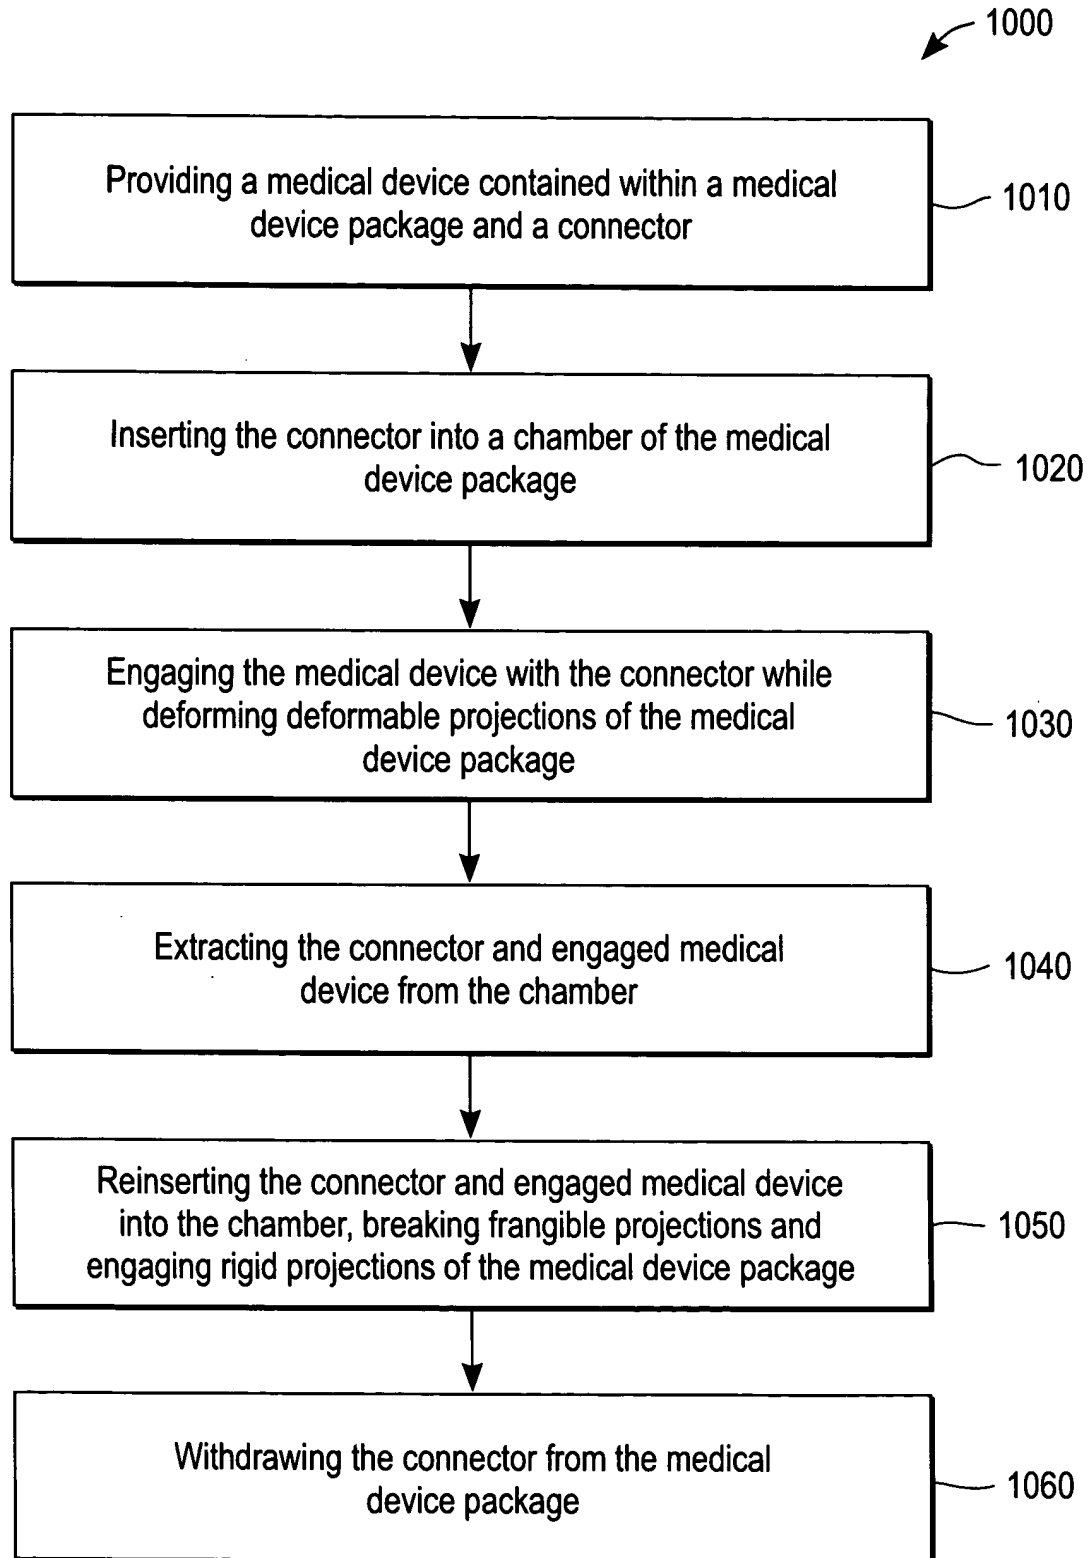 1000
Providing a medical device contained within a medical
device package and a connector
1010
Inserting the connector into a chamber of the medical
device package
1020
Engaging the medical device with the connector while
deforming deformable projections of the medical
device package
1030
Extracting the connector and engaged medical
device from the chamber
1040
Reinserting the connector and engaged medical device
into the chamber, breaking frangible projections and
engaging rigid projections of the medical device package
1050
Withdrawing the connector from the medical
device package
1060